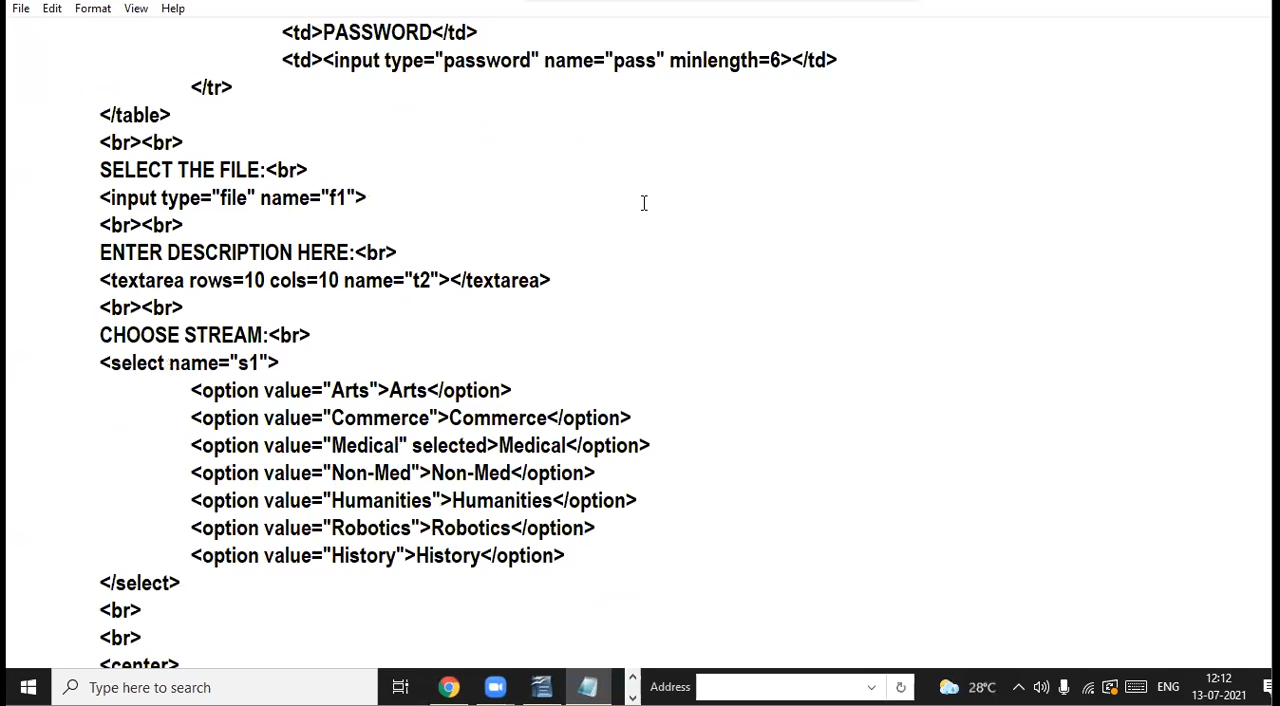 File Edit Format View Help
<td>PASSWORD</td>
<td><input type="password" name="pass" minlength=6></td>
</tr>
</table>
<br><br>
SELECT THE FILE:<br>
<input type="file" name="f1">
<br><br>
ENTER DESCRIPTION HERE:<br>
<textarea rows=10 cols=10 name="t2"></textarea>
<br><br>
CHOOSE STREAM:<br>
<select name="s1">
<option value="Arts">Arts</option>
<option value="Commerce">Commerce</option>
<option value="Medical" selected>Medical</option>
<option value="Non-Med">Non-Med</option>
<option value="Humanities">Humanities</option>
<option value="Robotics">Robotics</option>
<option value="History">History</option>
</select>
<br>
<br>
<center>
Type here to search
Address
28°C
ENG
12:12
13-07-2021